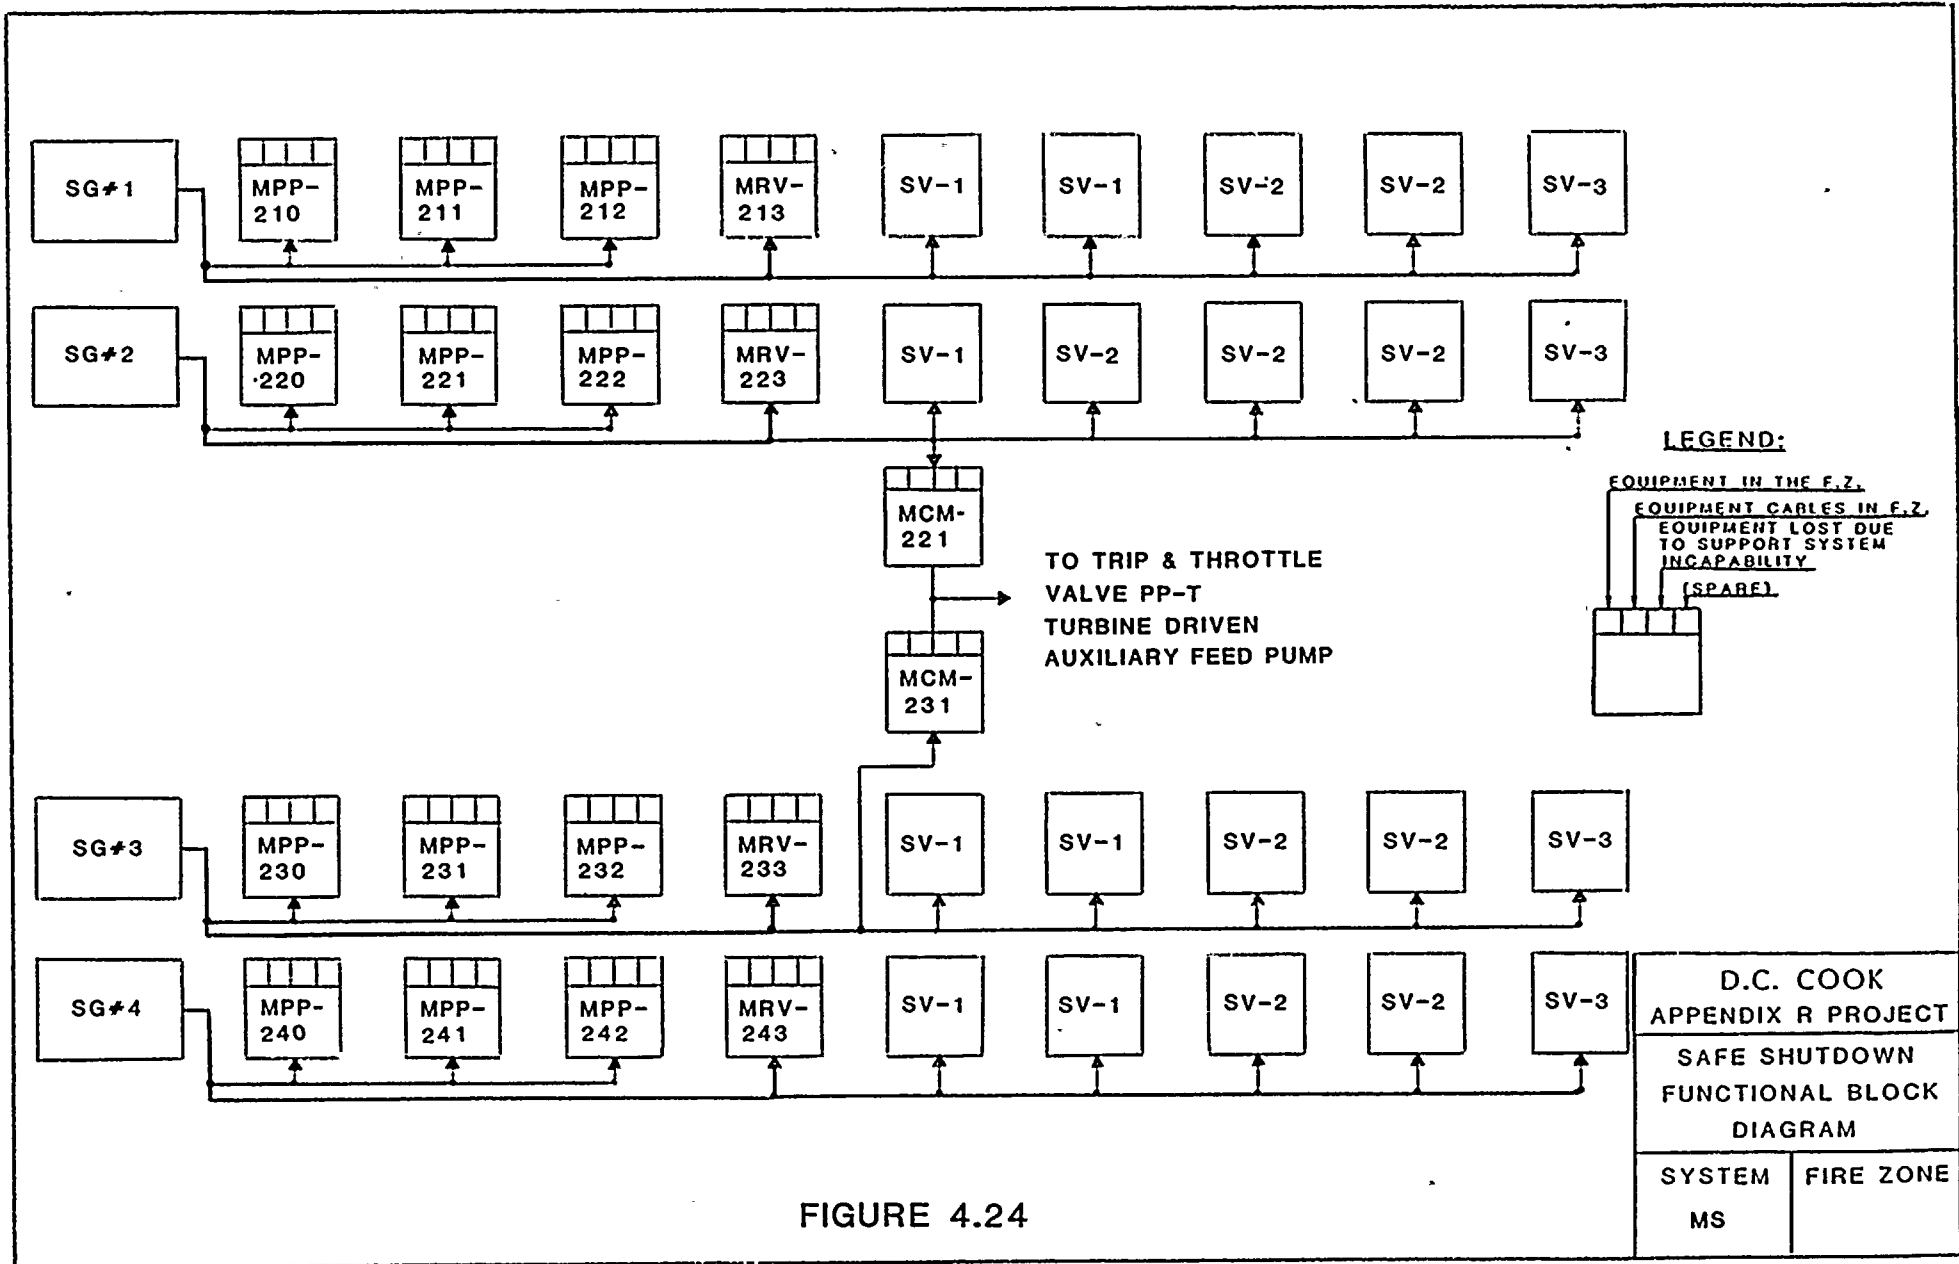 SG#1
MPP-
210
MPP-
211
MPP-
212
MRV-
213
SV-1
SV-1
SV-2
SV-2
SV-3
SG#2
MPP-
220
MPP-
221
MPP-
222
MRV-
223
SV-1
SV-2
SV-2
SV-2
SV-3
LEGEND:
EQUIPMENT IN THE F.Z.
EQUIPMENT CABLES IN F.Z.
EQUIPMENT LOST DUE
TO SUPPORT SYSTEM
INCAPABILITY
(SPARE)
MCM-
221
TO TRIP & THROTTLE
VALVE PP-T
TURBINE DRIVEN
AUXILIARY FEED PUMP
MCM-
231
SG#3
MPP-
230
MPP-
231
MPP-
232
MRV-
233
SV-1
SV-1
SV-2
SV-2
SV-3
SG#4
MPP-
240
MPP-
241
MPP-
242
MRV-
243
SV-1
SV-1
SV-2
SV-2
SV-3
D.C. COOK
APPENDIX R PROJECT
SAFE SHUTDOWN
FUNCTIONAL BLOCK
DIAGRAM
SYSTEM
MS
FIRE ZONE
FIGURE 4.24